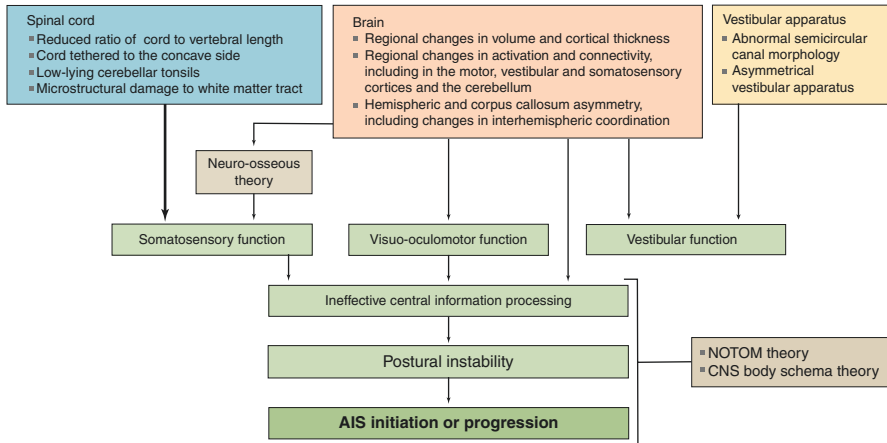 Spinal cord
Reduced ratio of cord to vertebral length
Cord tethered to the concave side
Low-lying cerebellar tonsils
Microstructural damage to white matter tract
Brain
Regional changes in volume and cortical thickness
Regional changes in activation and connectivity,
including in the motor, vestibular and somatosensory
cortices and the cerebellum
Hemispheric and corpus callosum asymmetry,
including changes in interhemispheric coordination
Vestibular apparatus
Abnormal semicircular
canal morphology
Asymmetrical
vestibular apparatus
Neuro-osseous
theory
Somatosensory function
Visuo-oculomotor function
Vestibular function
Ineffective central information processing
Postural instability
AIS initiation or progression
NOTOM theory
CNS body schema theory